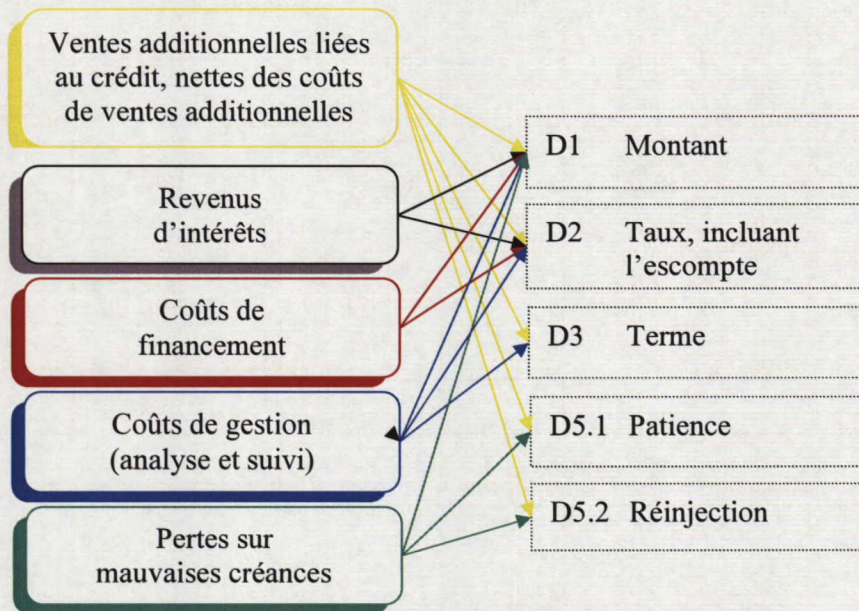 Ventes additionnelles liées
au crédit, nettes des coûts
de ventes additionnelles
Revenus
d'intérêts
Coûts de
financement
Coûts de gestion
(analyse et suivi)
Pertes sur
mauvaises créances
D1 Montant
D2 Taux, incluant
l'escompte
D3 Terme
D5.1 Patience
D5.2 Réinjection